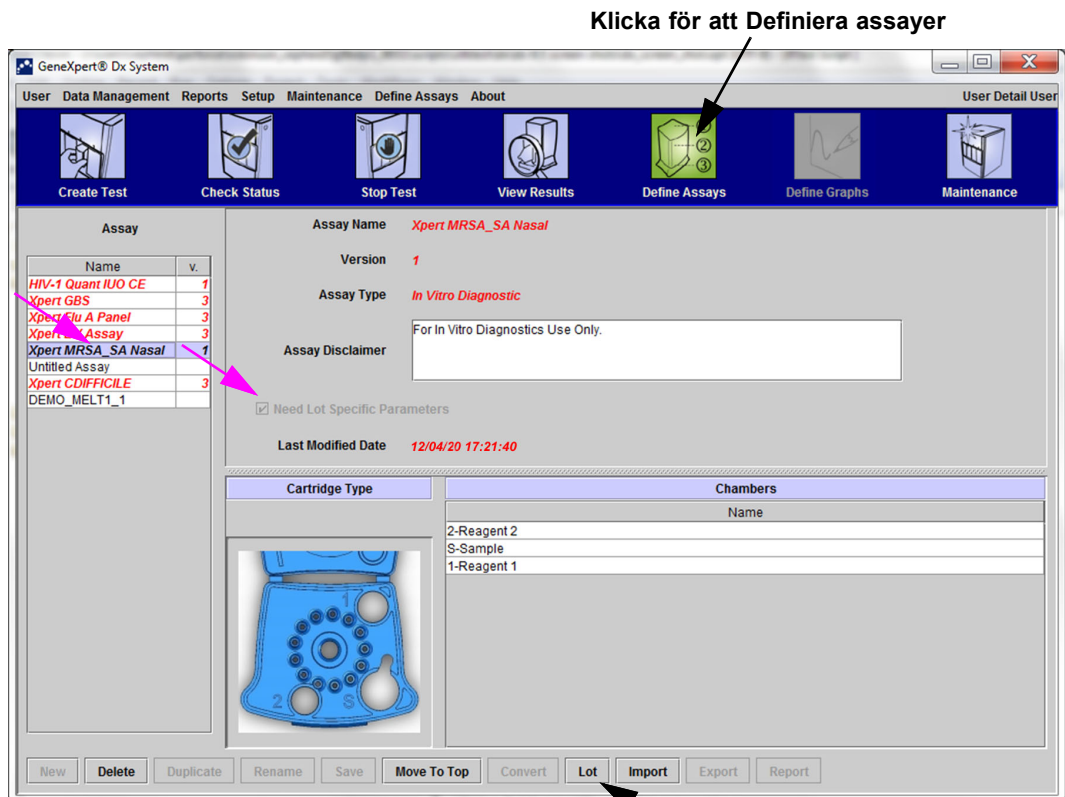 Klicka för att Definiera assayer
GeneXpert® Dx System
User Data Management Reports Setup Maintenance Define Assays About User Detail User
Create Test Check Status Stop Test View Results Define Assays Define Graphs Maintenance
Assay
Name v.
HIV-1 Quant IUO CE 1
Xpert GBS 3
Xpert Flu A Panel 3
Xpert Assay 3
Xpert MRSA_SA Nasal 1
Untitled Assay
Xpert CDIFFICILE 3
DEMO_MELT1_1
Assay Name Xpert MRSA_SA Nasal
Version 1
Assay Type In Vitro Diagnostic
Assay Disclaimer For In Vitro Diagnostics Use Only.
Need Lot Specific Parameters
Last Modified Date 12/04/20 17:21:40
Cartridge Type
1
2 S
Chambers
Name
2-Reagent 2
S-Sample
1-Reagent 1
New Delete Duplicate Rename Save Move To Top Convert Lot Import Export Report